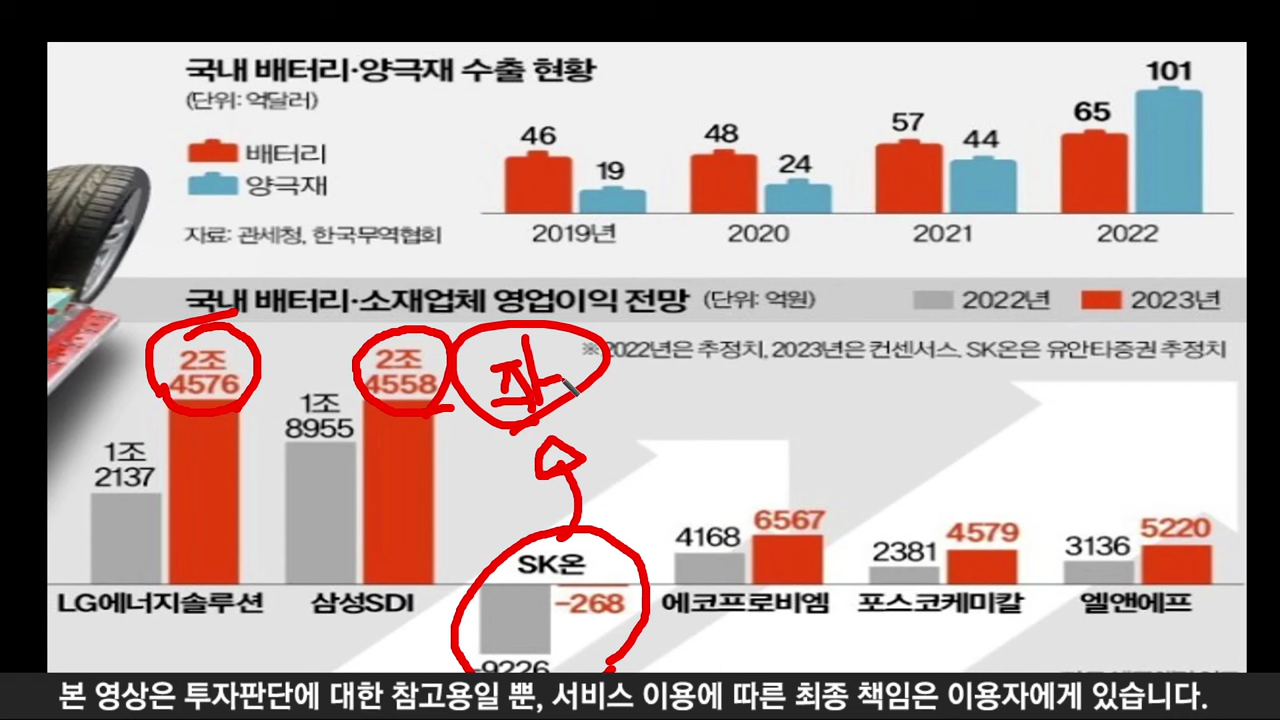 국내 배터리·양극재 수출 현황
(단위: 억달러)
배터리
양극재
자료: 관세청, 한국무역협회
46 19 48 24 57 44 65 101
2019년 2020 2021 2022
국내 배터리·소재업체 영업이익 전망 (단위: 억원) 2022년 2023년
※2022년은 추정치, 2023년은 컨센서스, SK온은 유안타증권 추정치
1조
2137
2조
4576
1조
8955
2조
4558
SK온
-9226
-268
4168 6567
2381 4579
3136 5220
LG에너지솔루션 삼성SDI 에코프로비엠 포스코케미칼 엘앤에프
본 영상은 투자판단에 대한 참고용일 뿐, 서비스 이용에 따른 최종 책임은 이용자에게 있습니다.